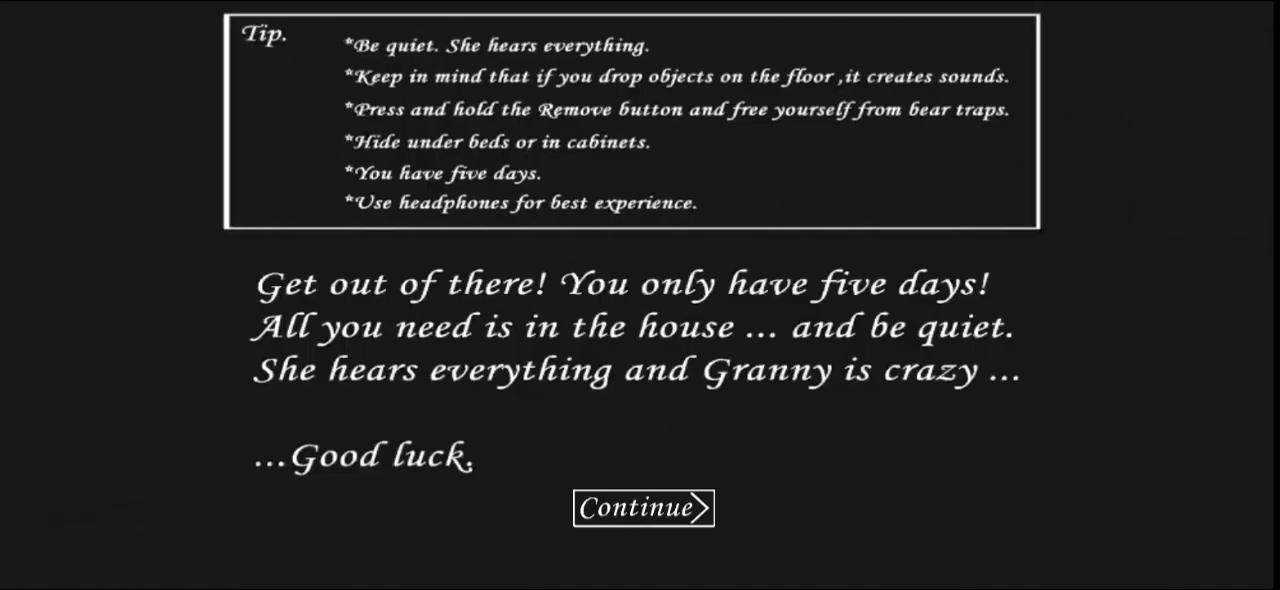 Tip.
*Be quiet. She hears everything.
*Keep in mind that if you drop objects on the floor ,it creates sounds.
*Press and hold the Remove button and free yourself from bear traps.
*Hide under beds or in cabinets.
*You have five days.
*Use headphones for best experience.
Get out of there! You only have five days!
All you need is in the house ... and be quiet.
She hears everything and Granny is crazy ...
...Good luck.
Continue>